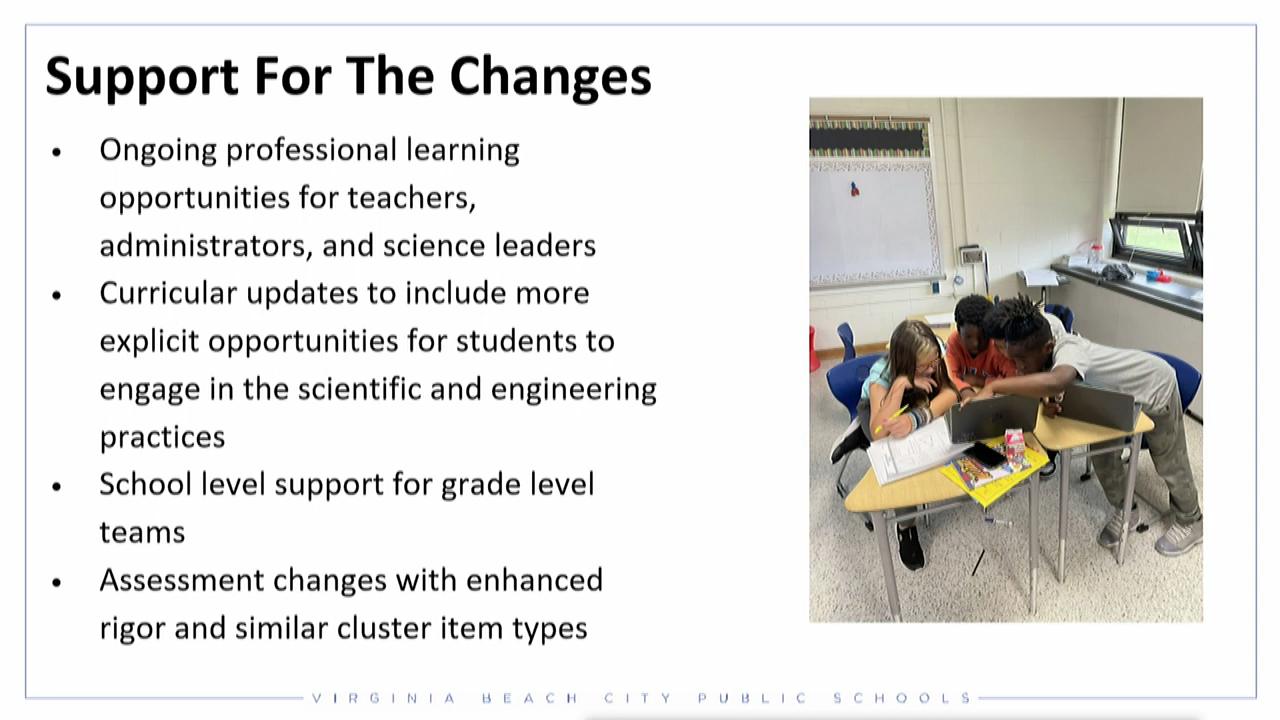 Support For The Changes
• Ongoing professional learning
opportunities for teachers,
administrators, and science leaders
• Curricular updates to include more
explicit opportunities for students to
engage in the scientific and engineering
practices
• School level support for grade level
teams
• Assessment changes with enhanced
rigor and similar cluster item types
VIRGINIA BEACH CITY PUBLIC SCHOOLS